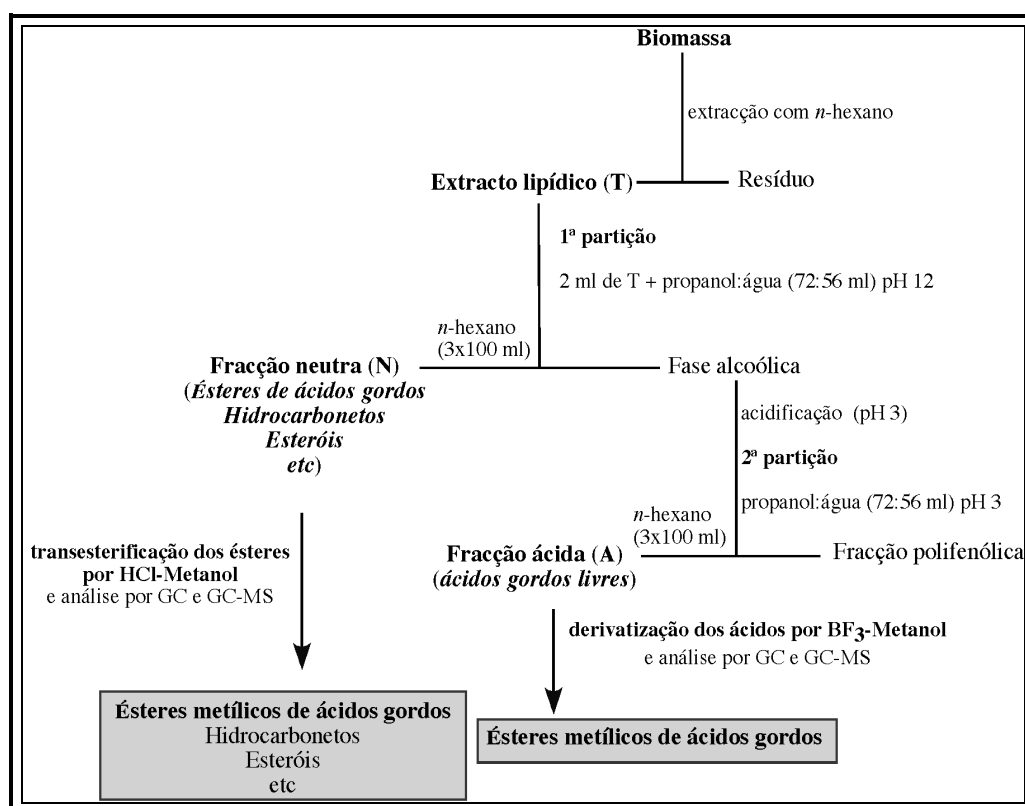 Biomassa
extracção com n-hexano
Extracto lipídico (T)
Resíduo
1ª partição
2 ml de T + propanol:água (72:56 ml) pH 12
n-hexano
(3x100 ml)
Fracção neutra (N)
(Ésteres de ácidos gordos
Hidrocarbonetos
Esteróis
etc)
Fase alcoólica
acidificação (pH 3)
2ª partição
propanol:água (72:56 ml) pH 3
n-hexano
(3x100 ml)
Fracção ácida (A)
(ácidos gordos livres)
Fracção polifenólica
transesterificação dos ésteres
por HCl-Metanol
e análise por GC e GC-MS
derivatização dos ácidos por BF3-Metanol
e análise por GC e GC-MS
Ésteres metílicos de ácidos gordos
Hidrocarbonetos
Esteróis
etc
Ésteres metílicos de ácidos gordos